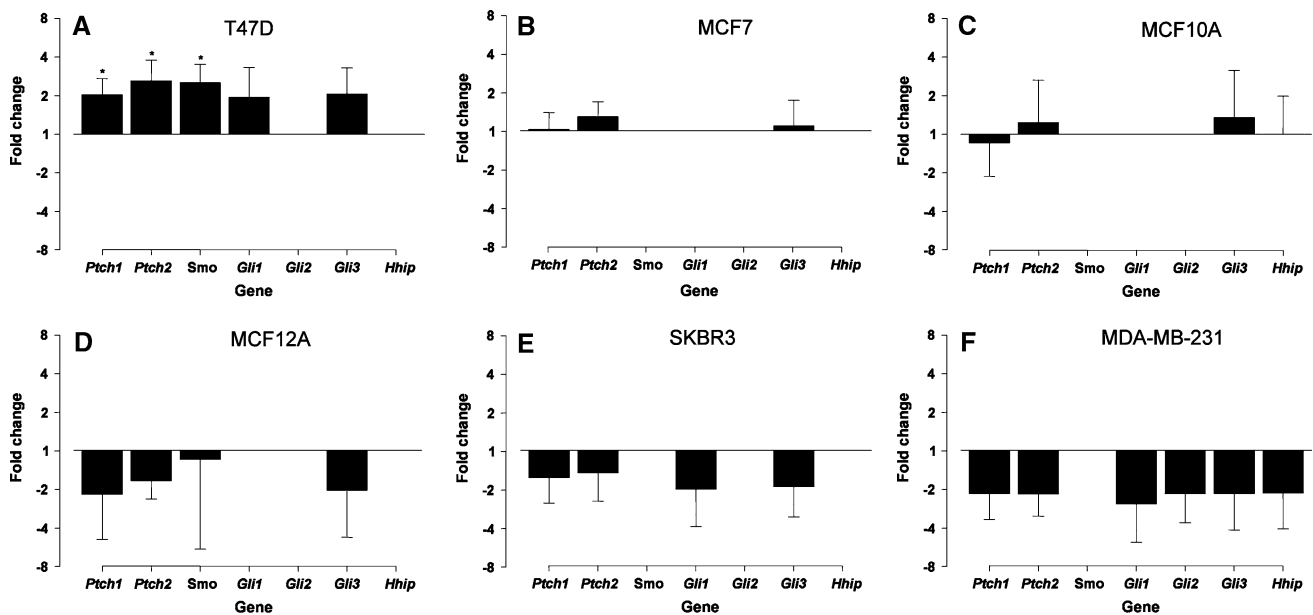 A
T47D
Fold change
8
4
2
1
-2
-4
-8
*
*
*
Ptch1 Ptch2 Smo Gli1 Gli2 Gli3 Hhip
Gene
B
MCF7
Fold change
8
4
2
1
-2
-4
-8
Ptch1 Ptch2 Smo Gli1 Gli2 Gli3 Hhip
Gene
C
MCF10A
Fold change
8
4
2
1
-2
-4
-8
Ptch1 Ptch2 Smo Gli1 Gli2 Gli3 Hhip
Gene
D
MCF12A
Fold change
8
4
2
1
-2
-4
-8
Ptch1 Ptch2 Smo Gli1 Gli2 Gli3 Hhip
Gene
E
SKBR3
Fold change
8
4
2
1
-2
-4
-8
Ptch1 Ptch2 Smo Gli1 Gli2 Gli3 Hhip
Gene
F
MDA-MB-231
Fold change
8
4
2
1
-2
-4
-8
Ptch1 Ptch2 Smo Gli1 Gli2 Gli3 Hhip
Gene